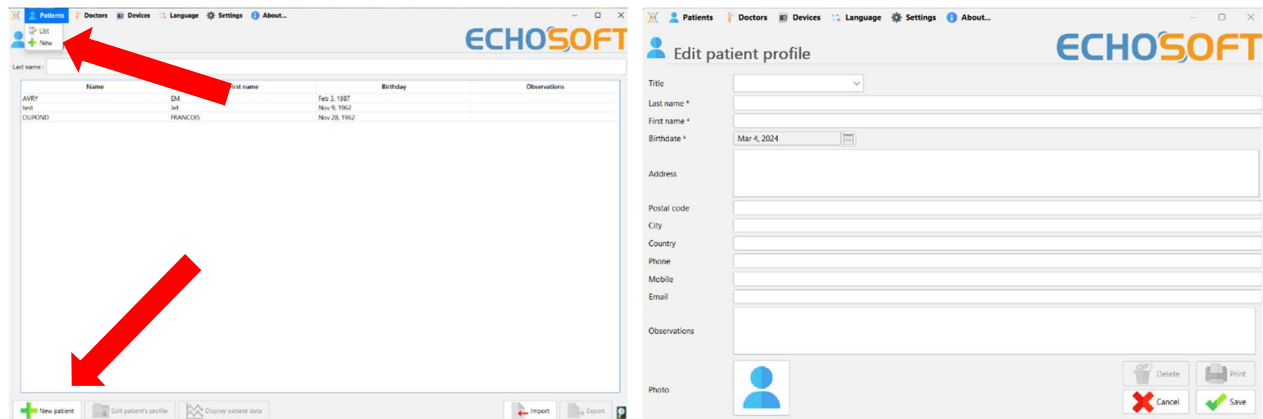 Patients Doctors Devices Language Settings About...
List
New
ECHOSOFT
Last name :
Name First name Birthday Observations
AVRY EM Feb 3, 1987
test Jef Nov 9, 1962
DUPOND FRANCOIS Nov 28, 1962
New patient Edit patient's profile Display patient data Import Export
Patients Doctors Devices Language Settings About...
Edit patient profile
ECHOSOFT
Title
Last name *
First name *
Birthdate * Mar 4, 2024
Address
Postal code
City
Country
Phone
Mobile
Email
Observations
Photo
Delete Print
Cancel Save